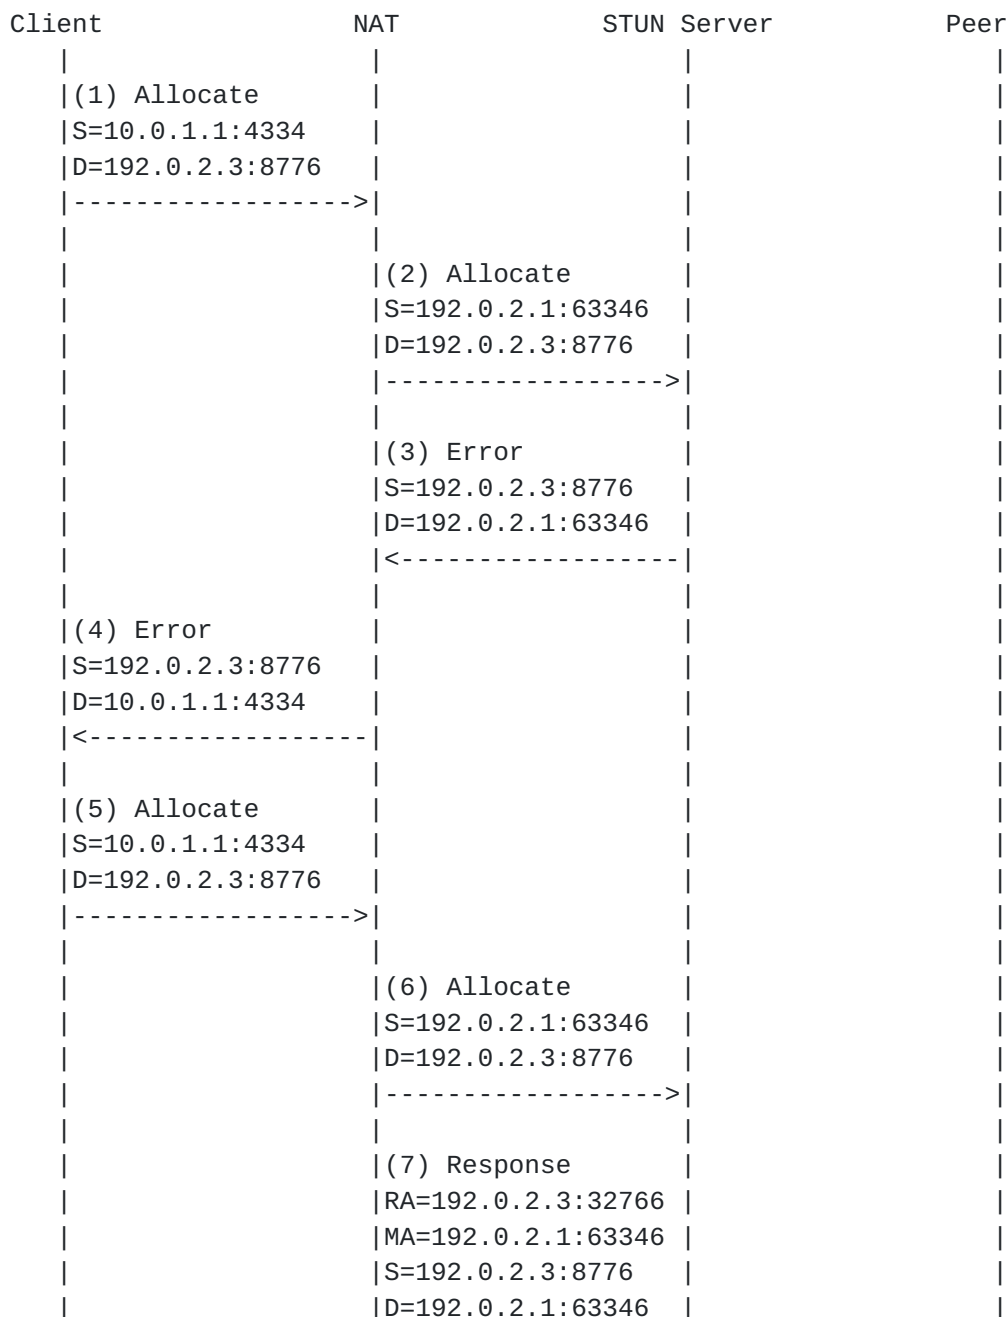 Client                NAT             STUN Server           Peer
   |                   |                   |                   |
   |(1) Allocate       |                   |                   |
   |S=10.0.1.1:4334    |                   |                   |
   |D=192.0.2.3:8776   |                   |                   |
   |------------------>|                   |                   |
   |                   |                   |                   |
   |                   |(2) Allocate       |                   |
   |                   |S=192.0.2.1:63346  |                   |
   |                   |D=192.0.2.3:8776   |                   |
   |                   |------------------>|                   |
   |                   |                   |                   |
   |                   |(3) Error          |                   |
   |                   |S=192.0.2.3:8776   |                   |
   |                   |D=192.0.2.1:63346  |                   |
   |                   |<------------------|                   |
   |                   |                   |                   |
   |(4) Error          |                   |                   |
   |S=192.0.2.3:8776   |                   |                   |
   |D=10.0.1.1:4334    |                   |                   |
   |<------------------|                   |                   |
   |                   |                   |                   |
   |(5) Allocate       |                   |                   |
   |S=10.0.1.1:4334    |                   |                   |
   |D=192.0.2.3:8776   |                   |                   |
   |------------------>|                   |                   |
   |                   |                   |                   |
   |                   |(6) Allocate       |                   |
   |                   |S=192.0.2.1:63346  |                   |
   |                   |D=192.0.2.3:8776   |                   |
   |                   |------------------>|                   |
   |                   |                   |                   |
   |                   |(7) Response       |                   |
   |                   |RA=192.0.2.3:32766 |                   |
   |                   |MA=192.0.2.1:63346 |                   |
   |                   |S=192.0.2.3:8776   |                   |
   |                   |D=192.0.2.1:63346  |                   |